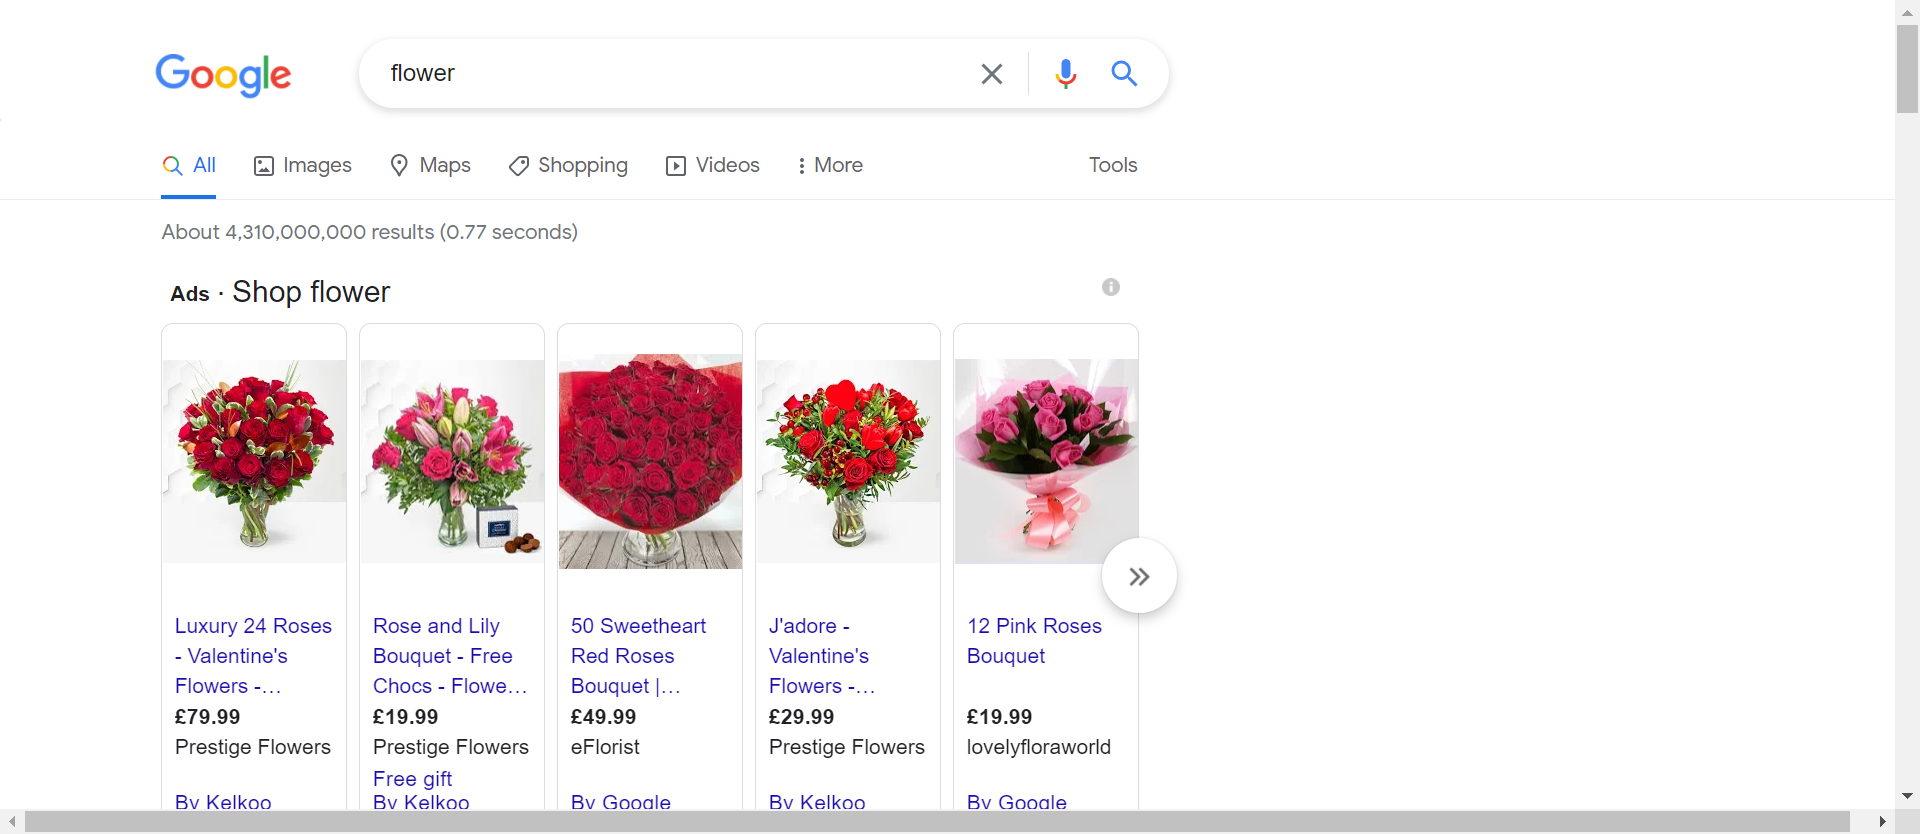 Google
flower
All
Images
Maps
Shopping
Videos
More
Tools
About 4,310,000,000 results (0.77 seconds)
Ads · Shop flower
Luxury 24 Roses
- Valentine's
Flowers -...
£79.99
Prestige Flowers
By Kelkoo
Rose and Lily
Bouquet - Free
Chocs - Flowe...
£19.99
Prestige Flowers
Free gift
By Kelkoo
50 Sweetheart
Red Roses
Bouquet |...
£49.99
eFlorist
By Google
J'adore -
Valentine's
Flowers -...
£29.99
Prestige Flowers
By Kelkoo
12 Pink Roses
Bouquet
£19.99
lovelyfloraworld
By Google